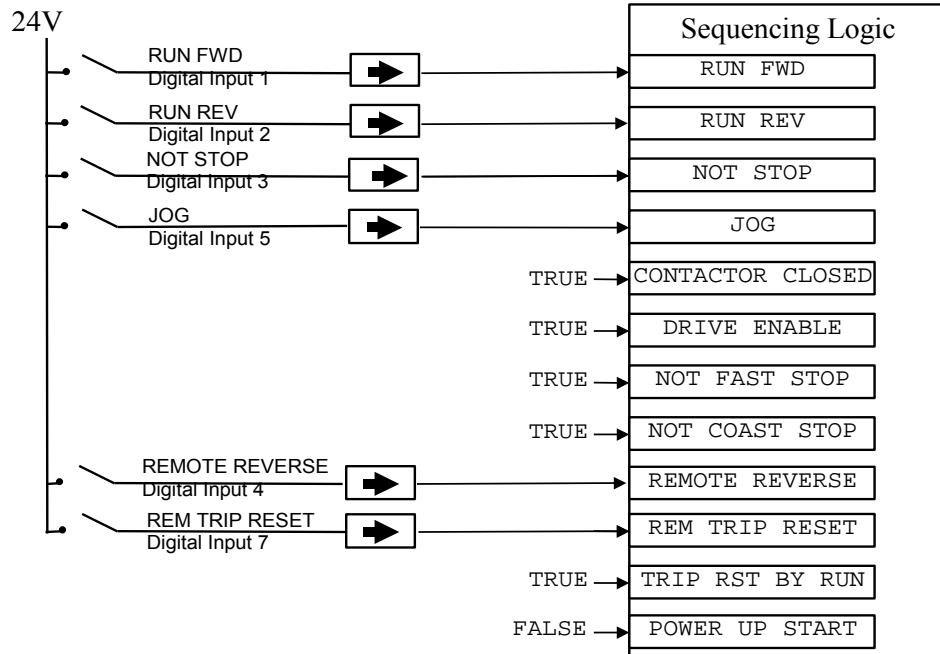 24V
Sequencing Logic
RUN FWD
Digital Input 1
RUN FWD
RUN REV
Digital Input 2
RUN REV
NOT STOP
Digital Input 3
NOT STOP
JOG
Digital Input 5
JOG
TRUE
CONTACTOR CLOSED
TRUE
DRIVE ENABLE
TRUE
NOT FAST STOP
TRUE
NOT COAST STOP
REMOTE REVERSE
Digital Input 4
REMOTE REVERSE
REM TRIP RESET
Digital Input 7
REM TRIP RESET
TRUE
TRIP RST BY RUN
FALSE
POWER UP START